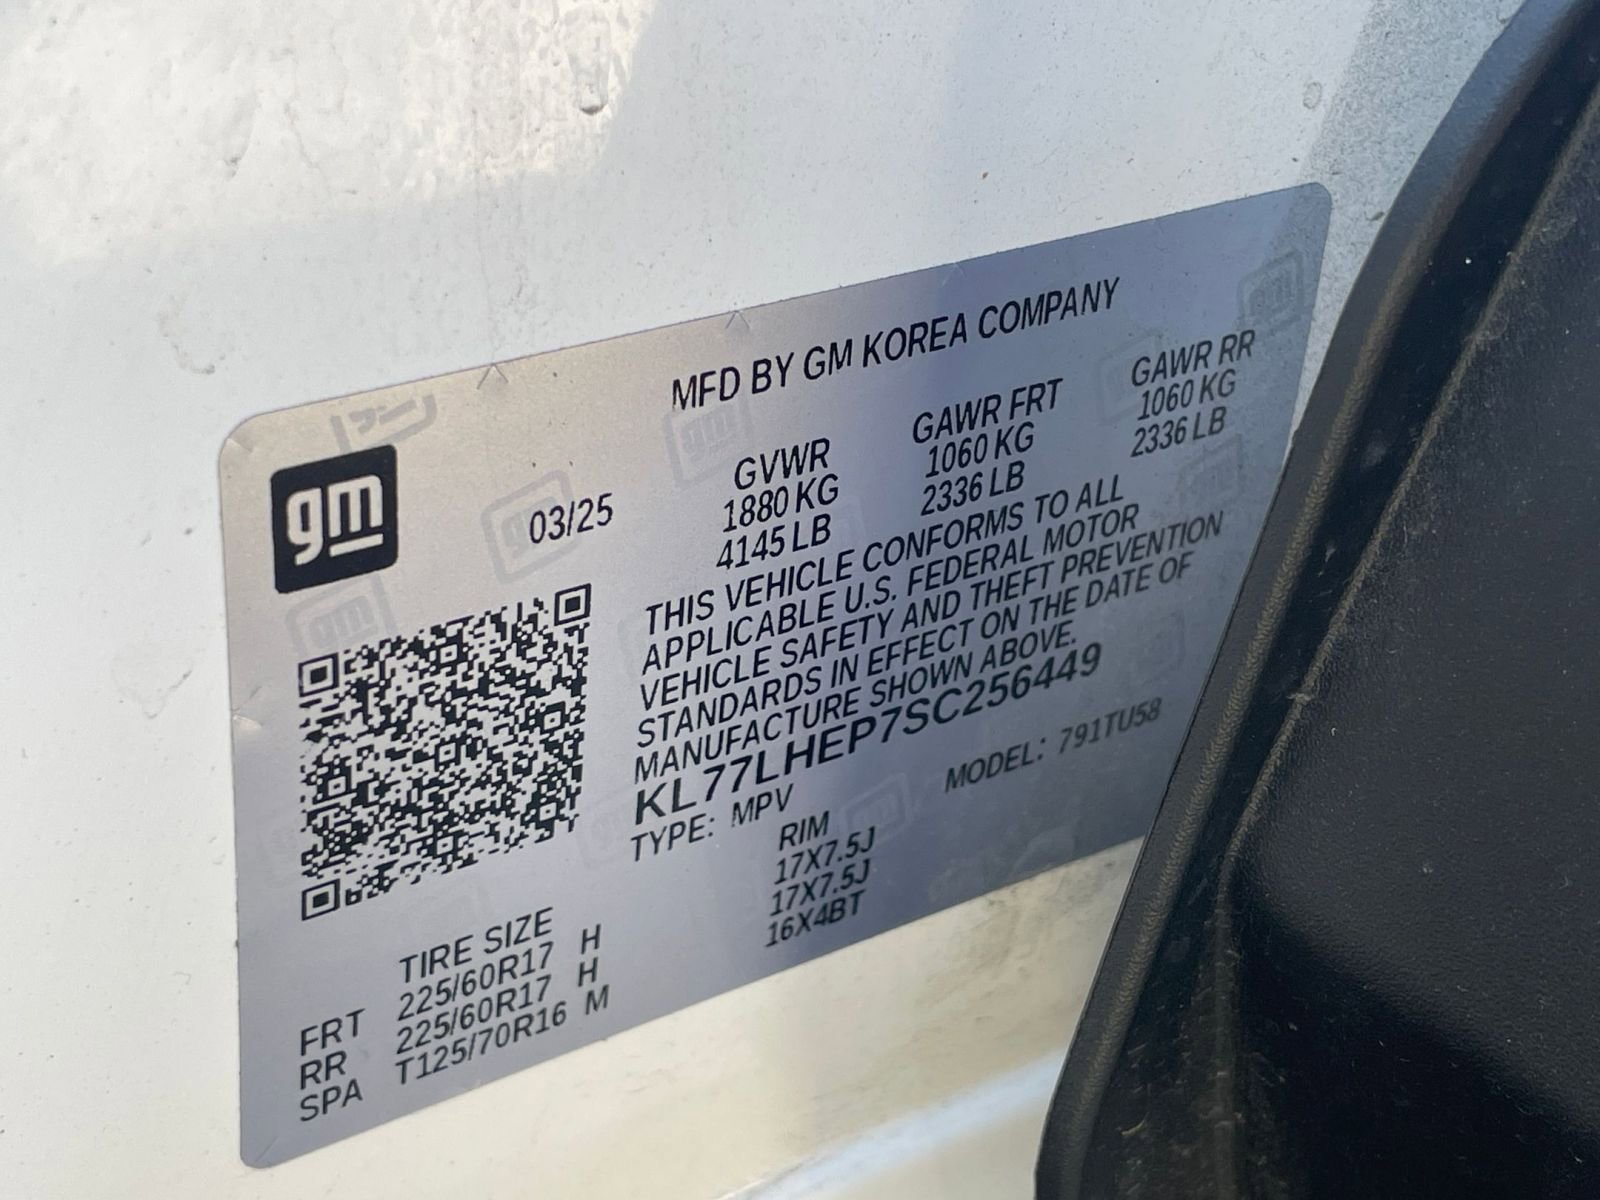 MFD BY GM KOREA COMPANY
gm
03/25
GVWR GAWR FRT GAWR RR
1880 KG 1060 KG 1060 KG
4145 LB 2336 LB 2336 LB
THIS VEHICLE CONFORMS TO ALL
APPLICABLE U.S. FEDERAL MOTOR
VEHICLE SAFETY AND THEFT PREVENTION
STANDARDS IN EFFECT ON THE DATE OF
MANUFACTURE SHOWN ABOVE.
KL77LHEP7SC256449
TYPE: MPV MODEL: 791TU58
TIRE SIZE RIM
FRT 225/60R17 H 17X7.5J
RR 225/60R17 H 17X7.5J
SPA T125/70R16 M 16X4BT